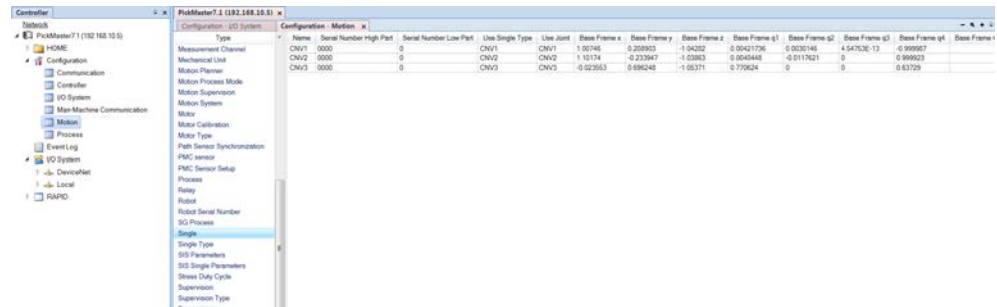 Controller
PickMaster7.1 (192.168.10.5)
Network
PickMaster7.1 (192.168.10.5)
HOME
Configuration
Communication
Controller
I/O System
Man-Machine Communication
Motion
Process
Event Log
I/O System
DeviceNet
Local
RAPID
Configuration - I/O System
Configuration - Motion
Type
Measurement Channel
Mechanical Unit
Motion Planner
Motion Process Mode
Motion Supervision
Motion System
Motor
Motor Calibration
Motor Type
Path Sensor Synchronization
PMC sensor
PMC Sensor Setup
Process
Relay
Robot
Robot Serial Number
SG Process
Single
Single Type
SIS Parameters
SIS Single Parameters
Stress Duty Cycle
Supervision
Supervision Type
Name Serial Number High Part Serial Number Low Part Use Single Type Use Joint Base Frame x Base Frame y Base Frame z Base Frame q1 Base Frame q2 Base Frame q3 Base Frame q4 Base Frame
CNV1 0000 0 CNV1 CNV1 1.00746 0.208903 -1.04282 0.00421736 0.0030146 4.54753E-13 -0.999987
CNV2 0000 0 CNV2 CNV2 1.10174 -0.233947 -1.03863 0.0040448 -0.0117621 0 0.999923
CNV3 0000 0 CNV3 CNV3 -0.023553 0.696248 -1.05371 0.770624 0 0 0.63729